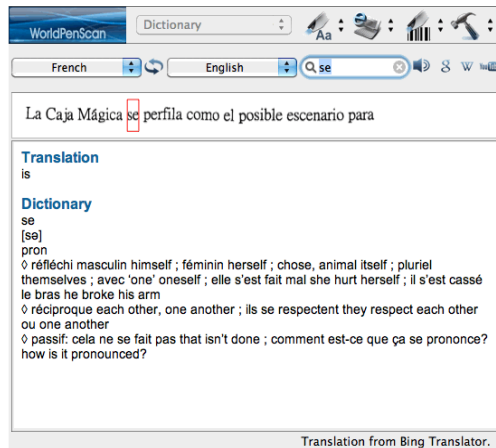 WorldPenScan
Dictionary
Aa
French
English
se
La Caja Mágica se perfila como el posible escenario para
Translation
is
Dictionary
se
[sə]
pron
◊ réfléchi masculin himself ; féminin herself ; chose, animal itself ; pluriel
themselves ; avec ‘one’ oneself ; elle s'est fait mal she hurt herself ; il s'est cassé
le bras he broke his arm
◊ réciproque each other, one another ; ils se respectent they respect each other
ou one another
◊ passif: cela ne se fait pas that isn't done ; comment est-ce que ça se prononce?
how is it pronounced?
Translation from Bing Translator.